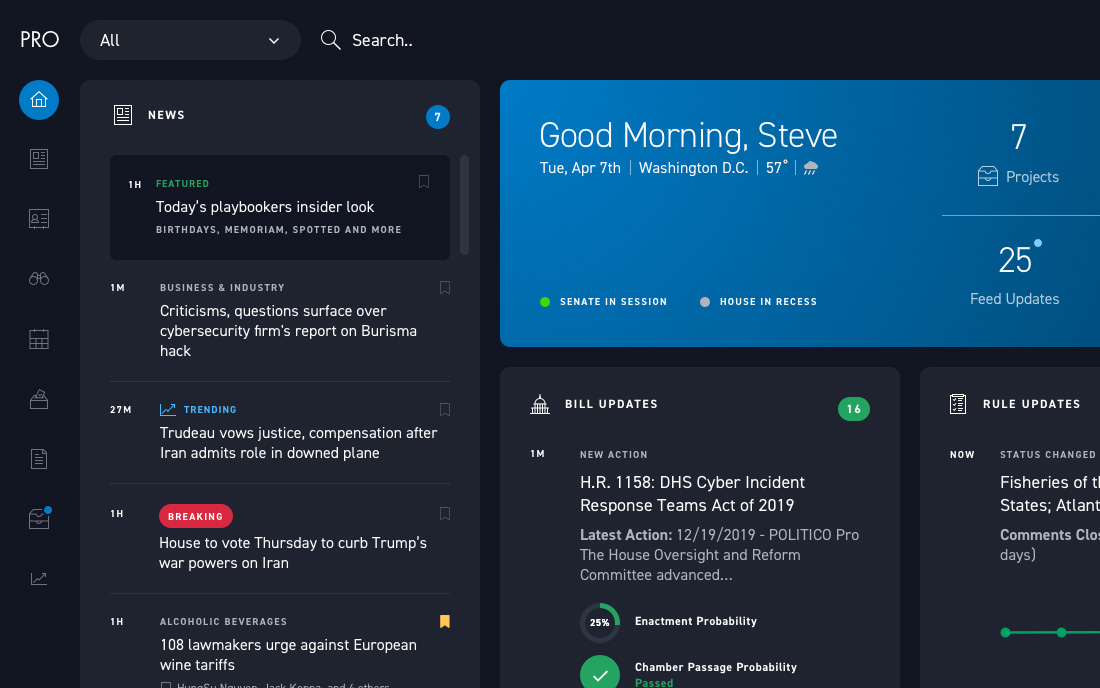 PRO
All
Search..
NEWS
7
1H
FEATURED
Today's playbookers insider look
BIRTHDAYS, MEMORIAM, SPOTTED AND MORE
1M
BUSINESS & INDUSTRY
Criticisms, questions surface over
cybersecurity firm's report on Burisma
hack
27M
TRENDING
Trudeau vows justice, compensation after
Iran admits role in downed plane
1H
BREAKING
House to vote Thursday to curb Trump's
war powers on Iran
1H
ALCOHOLIC BEVERAGES
108 lawmakers urge against European
wine tariffs
and 4 others
Good Morning, Steve
Tue, Apr 7th
Washington D.C.
57°
SENATE IN SESSION
HOUSE IN RECESS
7
Projects
25
Feed Updates
BILL UPDATES
16
1M
NEW ACTION
H.R. 1158: DHS Cyber Incident
Response Teams Act of 2019
Latest Action: 12/19/2019 - POLITICO Pro
The House Oversight and Reform
Committee advanced...
25%
Enactment Probability
Chamber Passage Probability
Passed
RULE UPDATES
NOW
STATUS CHANGED
Fisheries of
States;
Comments
days)